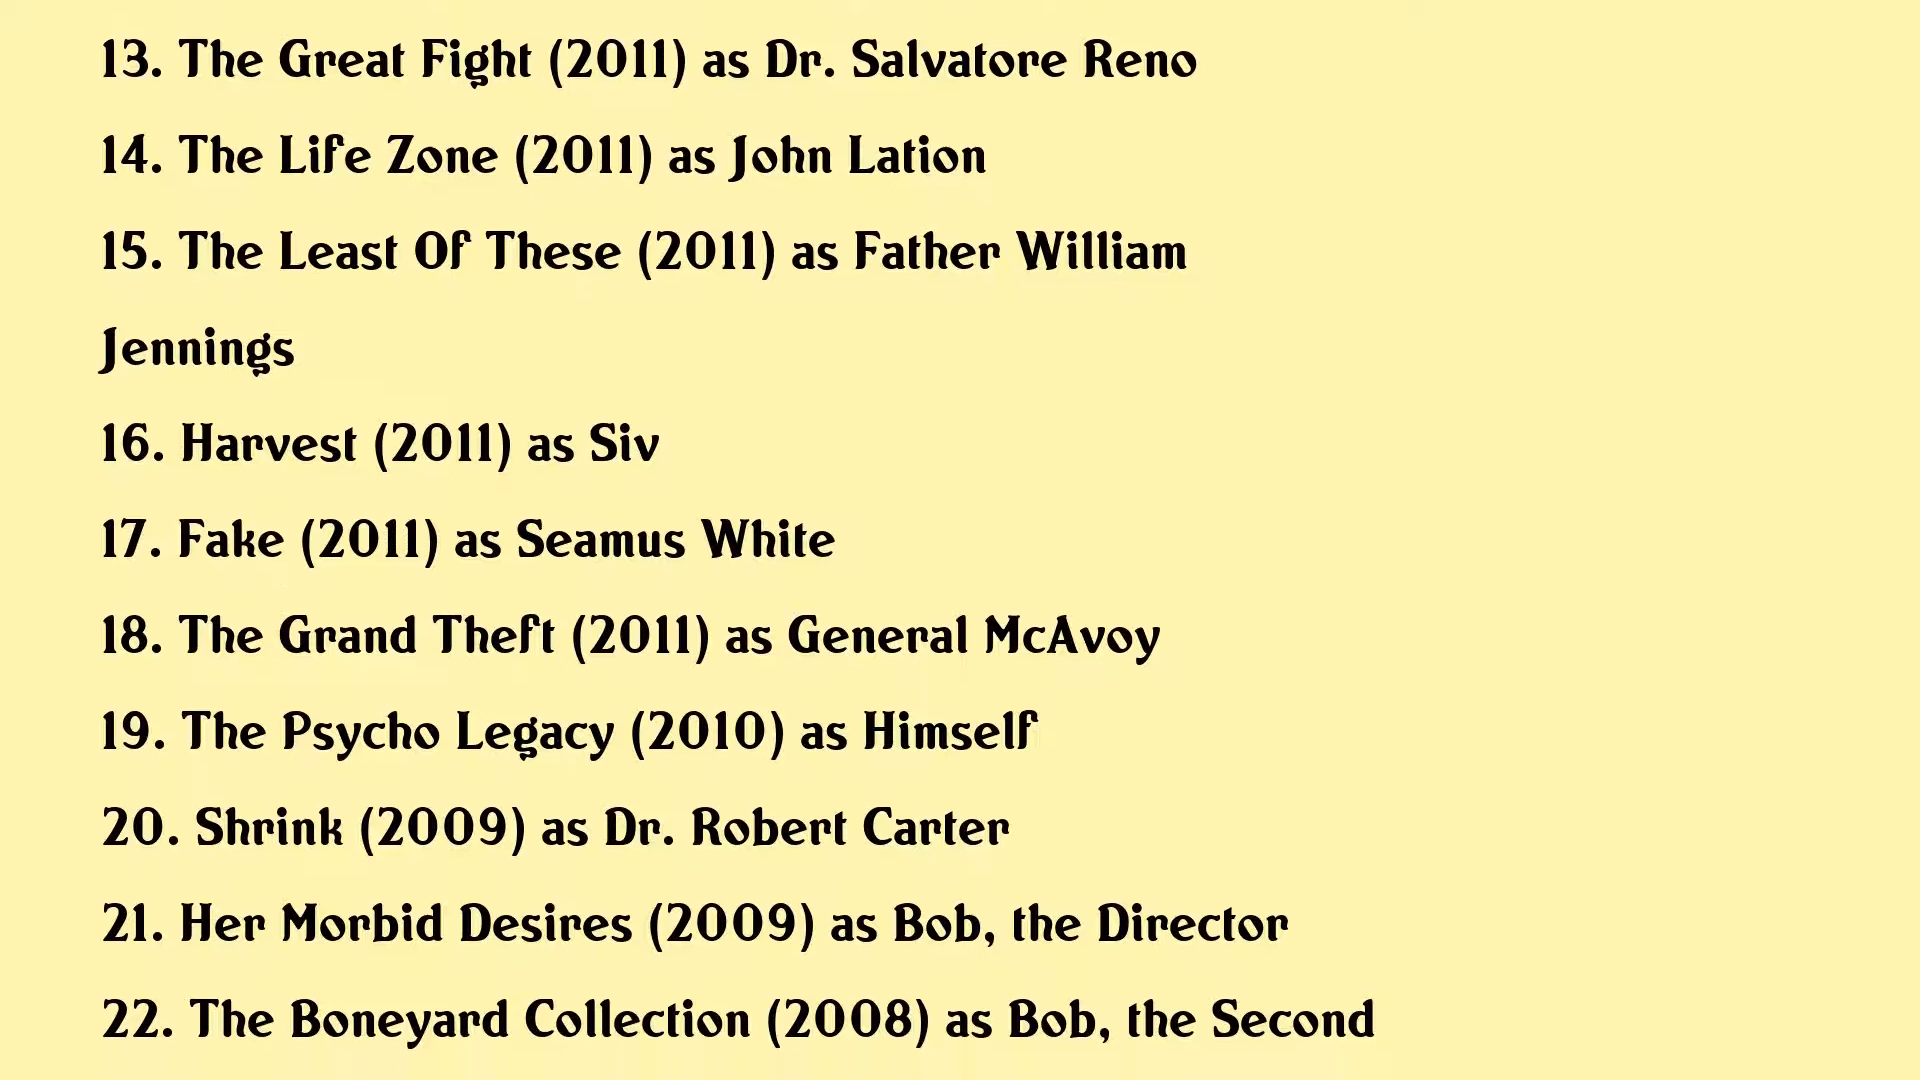 13. The Great Fight (2011) as Dr. Salvatore Reno
14. The Life Zone (2011) as John Lation
15. The Least Of These (2011) as Father William
Jennings
16. Harvest (2011) as Siv
17. Fake (2011) as Seamus White
18. The Grand Theft (2011) as General McAvoy
19. The Psycho Legacy (2010) as Himself
20. Shrink (2009) as Dr. Robert Carter
21. Her Morbid Desires (2009) as Bob, the Director
22. The Boneyard Collection (2008) as Bob, the Second